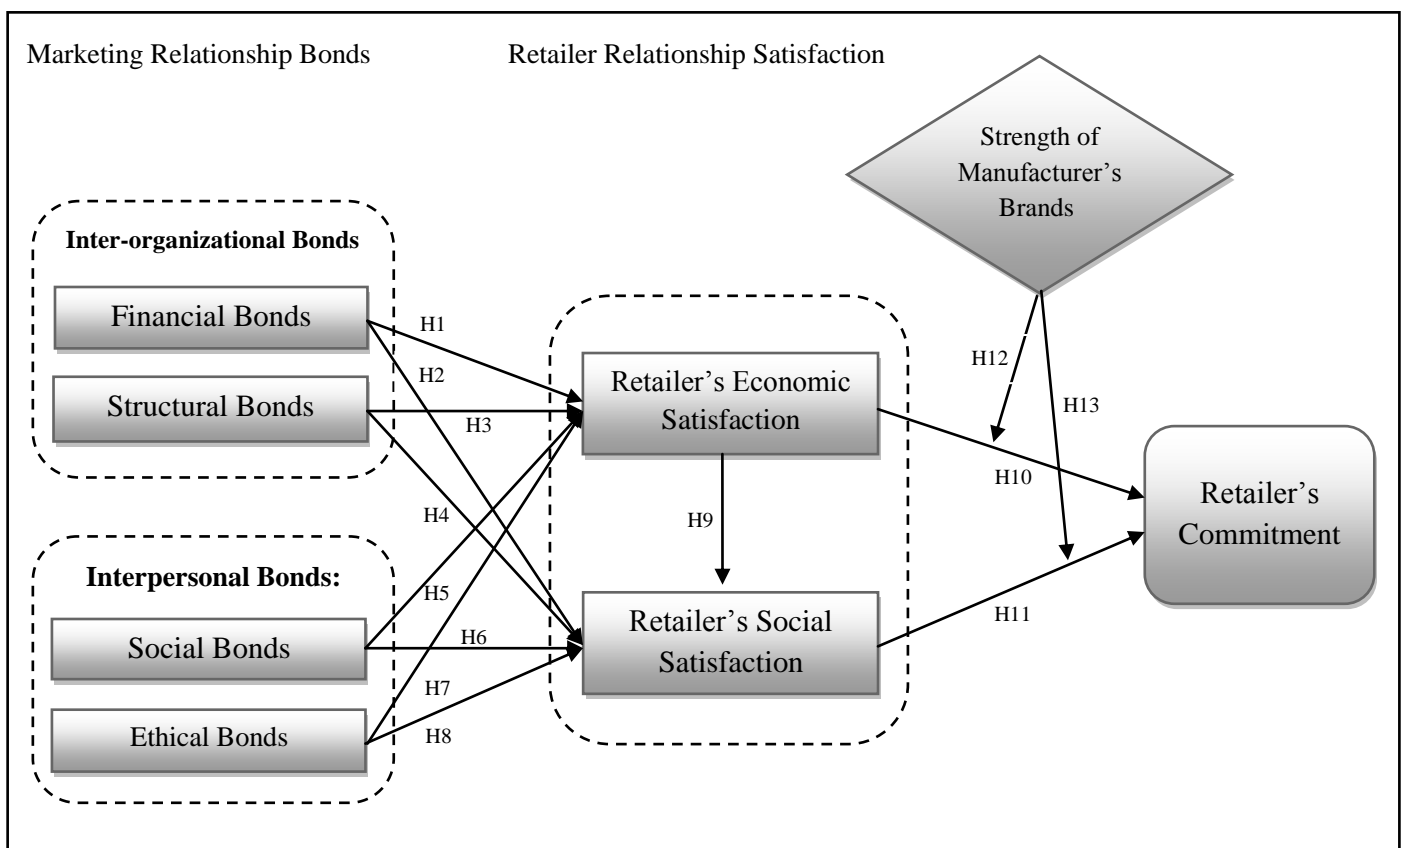 Marketing Relationship Bonds
Retailer Relationship Satisfaction
Strength of
Manufacturer’s
Brands
Inter-organizational Bonds
Financial Bonds
Structural Bonds
Interpersonal Bonds:
Social Bonds
Ethical Bonds
H1
H2
H3
H4
H5
H6
H7
H8
Retailer’s Economic
Satisfaction
H9
Retailer’s Social
Satisfaction
H12
H13
H10
H11
Retailer’s
Commitment